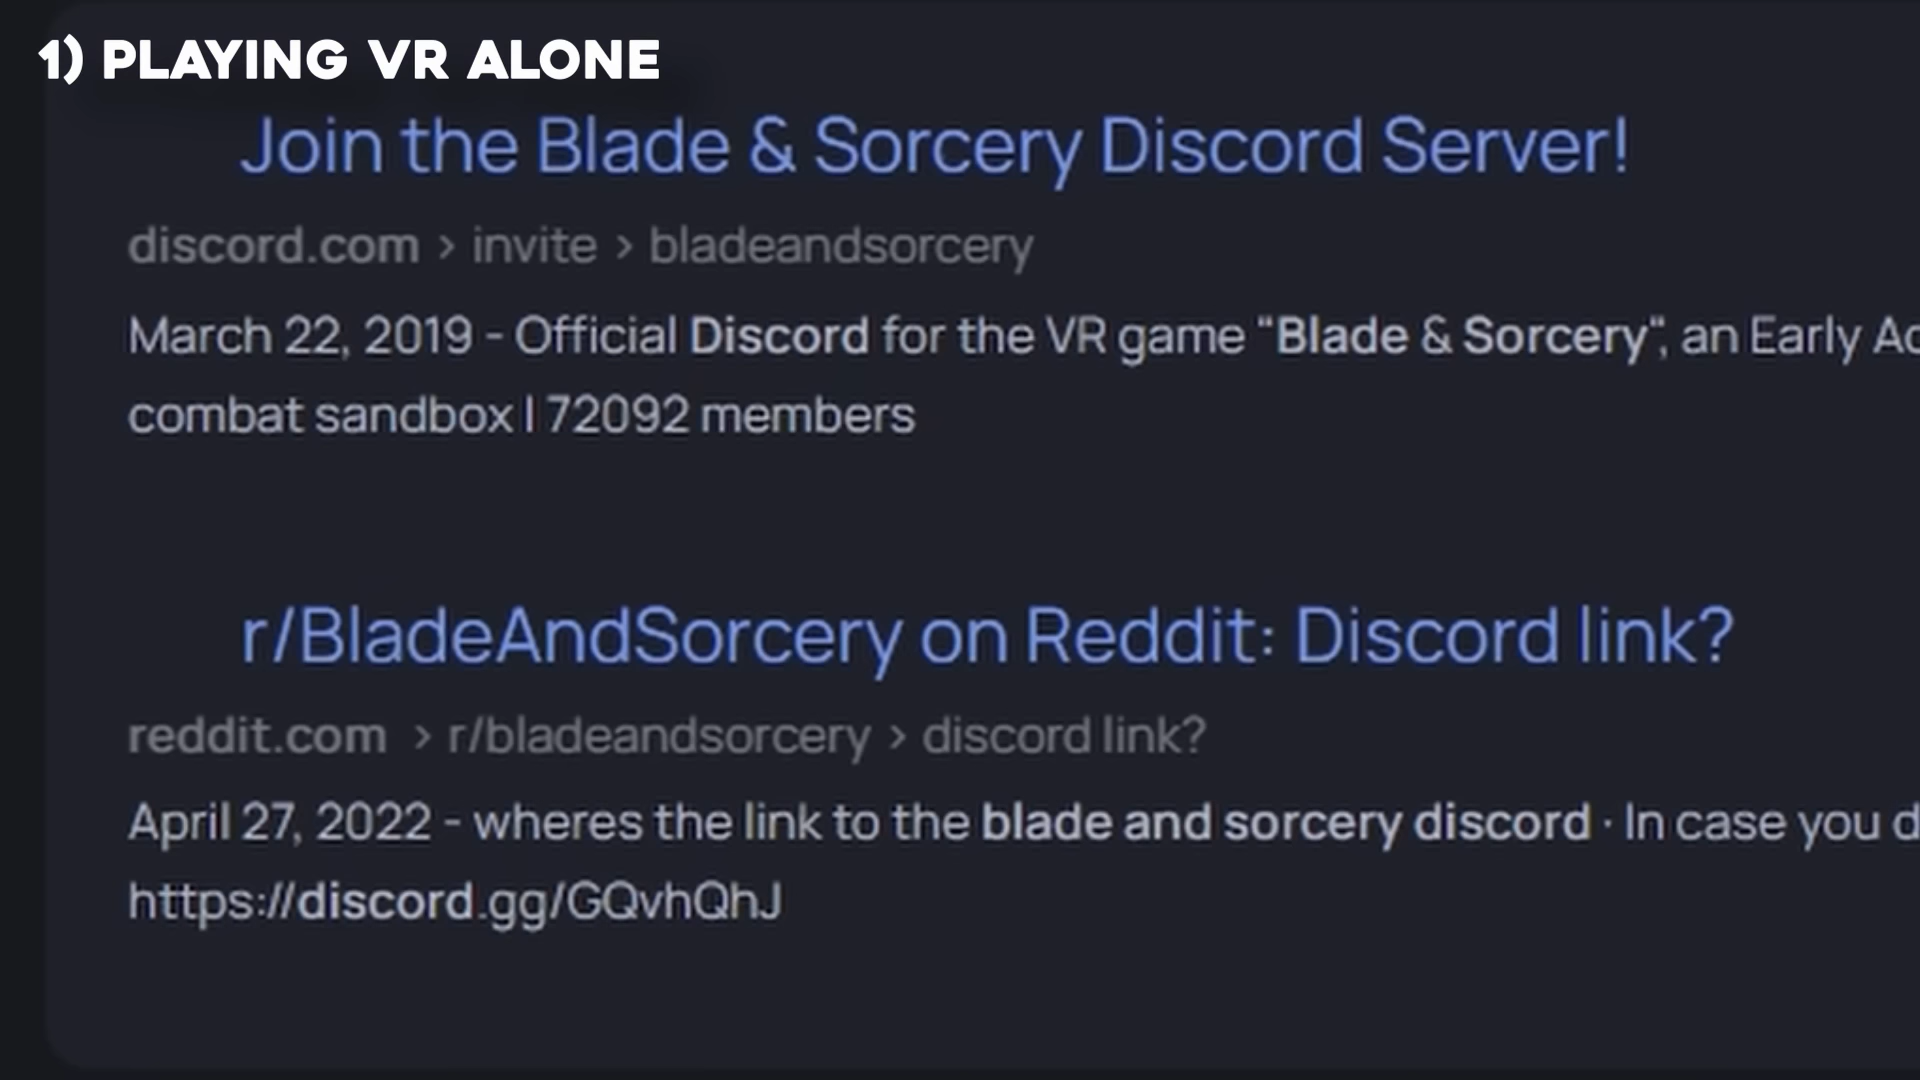 1) PLAYING VR ALONE
Join the Blade & Sorcery Discord Server!
discord.com > invite > bladeandsorcery
March 22, 2019 - Official Discord for the VR game "Blade & Sorcery", an Early
combat sandbox | 72092 members
r/BladeAndSorcery on Reddit: Discord link?
reddit.com > r/bladeandsorcery > discord link?
April 27, 2022 - wheres the link to the blade and sorcery discord · In case you
https://discord.gg/GQvhQhJ